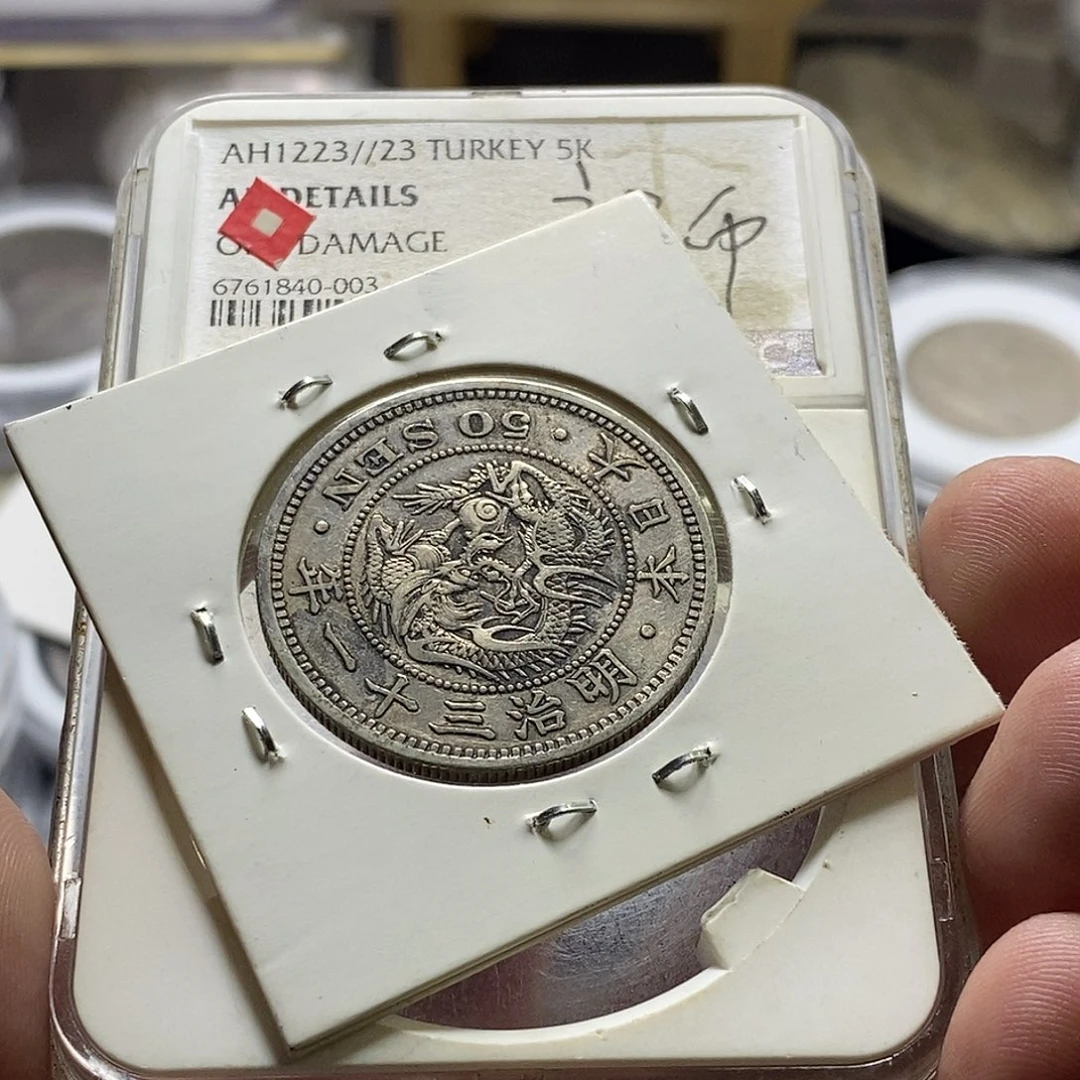 AH1223//23 TURKEY 5K
DETAILS
DAMAGE
6761840-003
大日本 · 明治三十一年 · 50 SEN ·